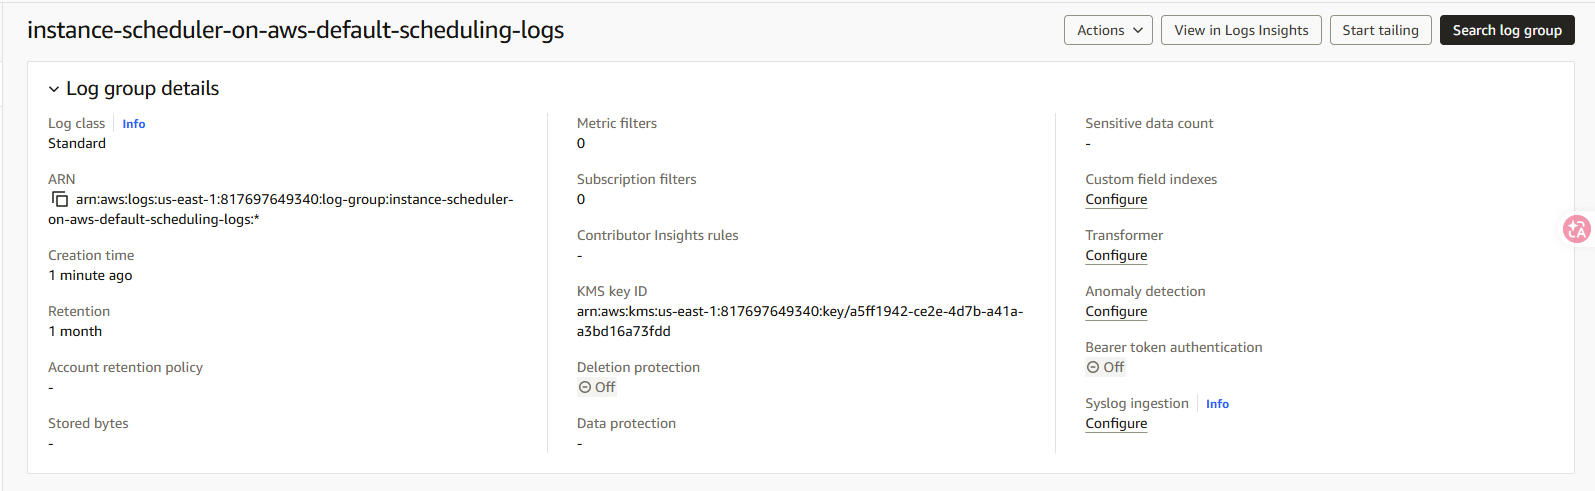 instance-scheduler-on-aws-default-scheduling-logs
Actions
View in Logs Insights
Start tailing
Search log group
Log group details
Log class
Info
Standard
ARN
arn:aws:logs:us-east-1:817697649340:log-group:instance-scheduler-
on-aws-default-scheduling-logs:*
Creation time
1 minute ago
Retention
1 month
Account retention policy
-
Stored bytes
-
Metric filters
0
Subscription filters
0
Contributor Insights rules
-
KMS key ID
arn:aws:kms:us-east-1:817697649340:key/a5ff1942-ce2e-4d7b-a41a-
a3bd16a73fdd
Deletion protection
Off
Data protection
-
Sensitive data count
-
Custom field indexes
Configure
Transformer
Configure
Anomaly detection
Configure
Bearer token authentication
Off
Syslog ingestion
Info
Configure